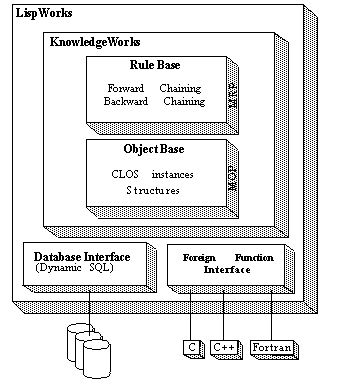 LispWorks
KnowledgeWorks
Rule Base
Forward Chaining
Backward Chaining
MRP
Object Base
CLOS instances
Structures
MOP
Database Interface
(Dynamic SQL)
Foreign Function
Interface
C
C++
Fortran